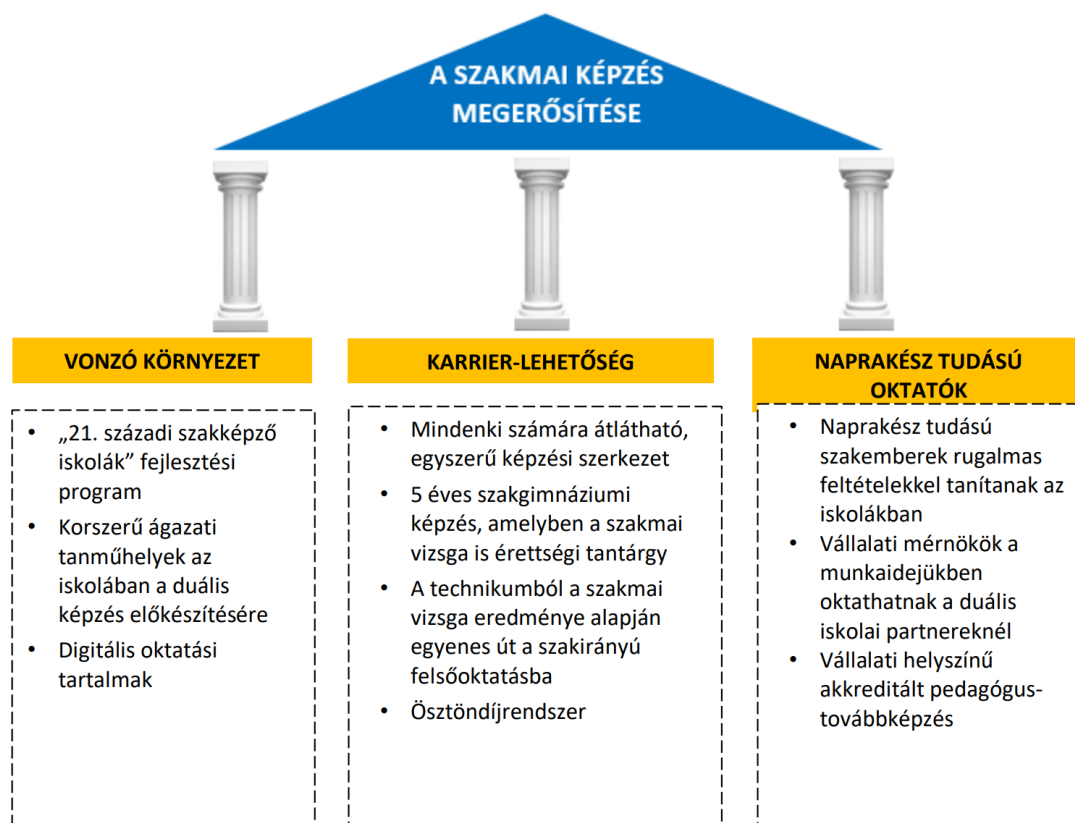 A SZAKMAI KÉPZÉS
MEGERŐSÍTÉSE
VONZÓ KÖRNYEZET
• „21. századi szakképző
iskolák” fejlesztési
program
• Korszerű ágazati
tanműhelyek az
iskolában a duális
képzés előkészítésére
• Digitális oktatási
tartalmak
KARRIER-LEHETŐSÉG
• Mindenki számára átlátható,
egyszerű képzési szerkezet
• 5 éves szakgimnáziumi
képzés, amelyben a szakmai
vizsga is érettségi tantárgy
• A technikumból a szakmai
vizsga eredménye alapján
egyenes út a szakirányú
felsőoktatásba
• Ösztöndíjrendszer
NAPRAKÉSZ TUDÁSÚ
OKTATÓK
• Naprakész tudású
szakemberek rugalmas
feltételekkel tanítanak az
iskolákban
• Vállalati mérnökök a
munkaidejükben
oktathatnak a duális
iskolai partnereknél
• Vállalati helyszínű
akkreditált pedagógus-
továbbképzés